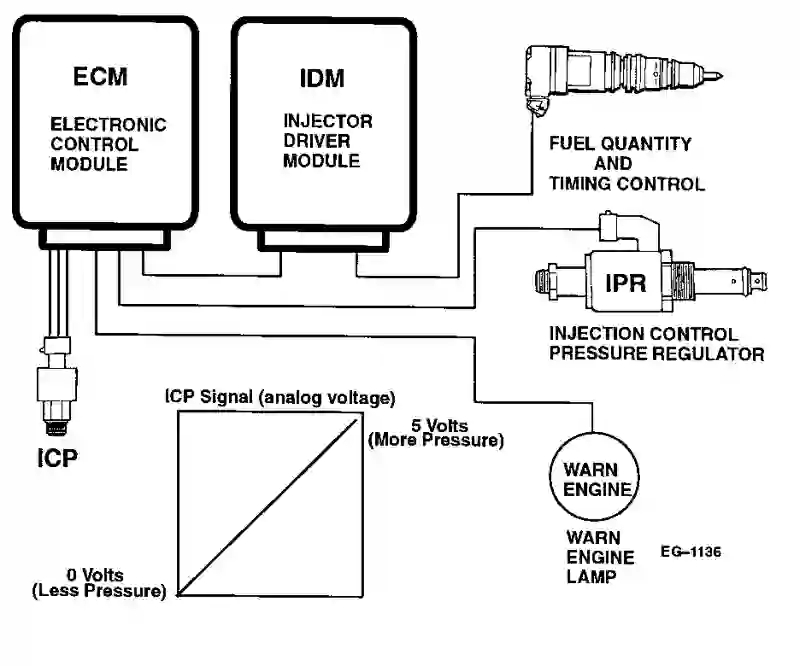 ECM
ELECTRONIC
CONTROL
MODULE
IDM
INJECTOR
DRIVER
MODULE
FUEL QUANTITY
AND
TIMING CONTROL
IPR
INJECTION CONTROL
PRESSURE REGULATOR
ICP
ICP Signal (analog voltage)
5 Volts
(More Pressure)
0 Volts
(Less Pressure)
WARN
ENGINE
WARN
ENGINE
LAMP
EG–1136